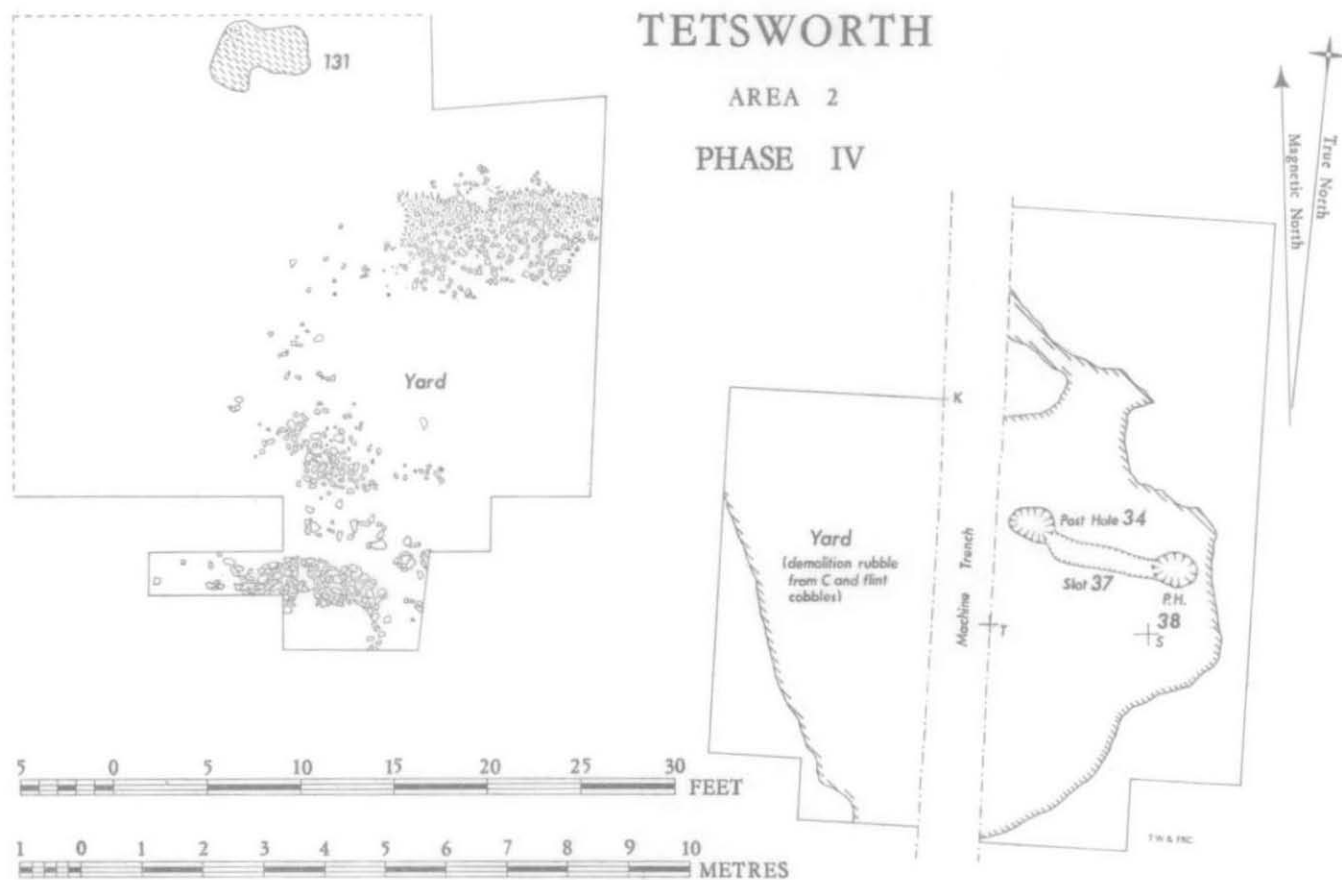 TETSWORTH
AREA 2
PHASE IV
131
True North
Magnetic North
Yard
K
Post Hole 34
Yard
(demolition rubble
from C and flint
cobbles)
Machine Trench
Slot 37
P.H.
38
T
S
5 0 5 10 15 20 25 30
FEET
1 0 1 2 3 4 5 6 7 8 9 10
METRES
T W & FRC